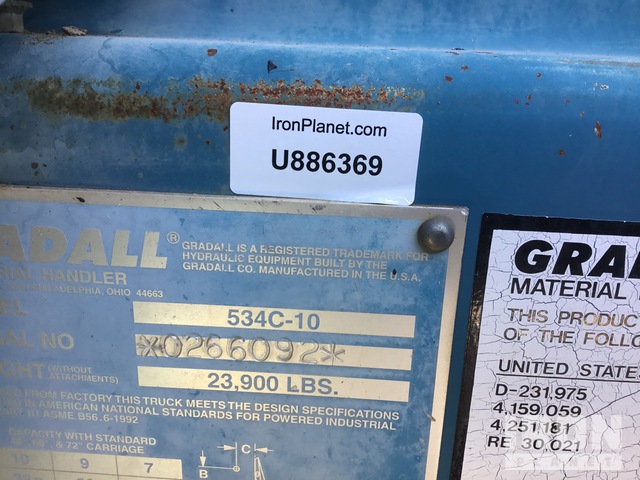 IronPlanet.com
U886369
GRADALL IS A REGISTERED TRADEMARK FOR
HYDRAULIC EQUIPMENT BUILT BY THE
GRADALL CO. MANUFACTURED IN THE U.S.A.
ADALL®
HANDLER
PHILADELPHIA, OHIO 44663
534C-10
NO *0266092*
(WITHOUT ATTACHMENTS) 23,900 LBS.
FROM FACTORY THIS TRUCK MEETS THE DESIGN SPECIFICATIONS
IN AMERICAN NATIONAL STANDARDS FOR POWERED INDUSTRIAL
III ASME B56.6-1992
CAPACITY WITH STANDARD
& 72" CARRIAGE
10 9 7
C
B
GRA
MATERIAL
THIS PRODUC
OF THE FOLLO
UNITED STATE
D-231,975
4,159,059
4,251,181
RE 30,021